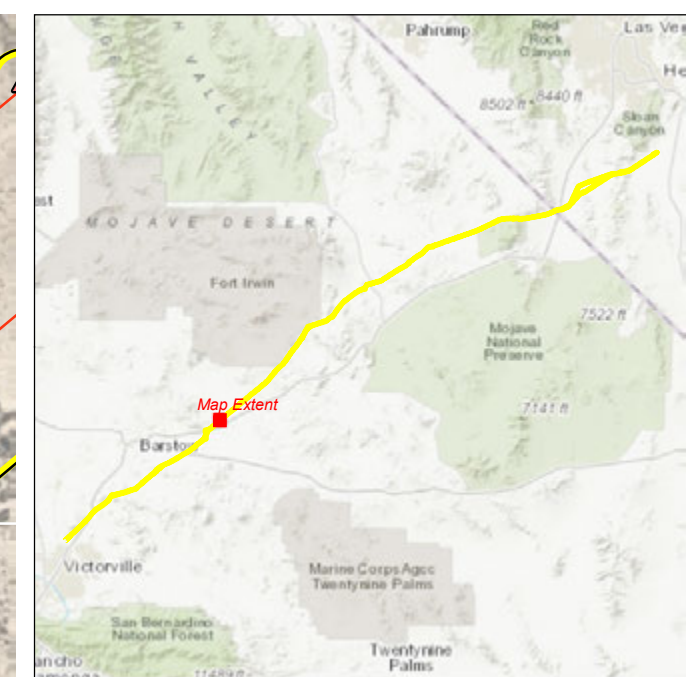 Pahrump
Red
Rock
Canyon
Las Ve
He
VALLEY
8502 ft
8440 ft
Sloan
Canyon
est
MOJAVE DESERT
Fort Irwin
7522 ft
Mojave
National
Preserve
Map Extent
7141 ft
Barstow
Victorville
Marine Corps Agcc
Twentynine Palms
San Bernardino
National Forest
Twentynine
Palms
ancho